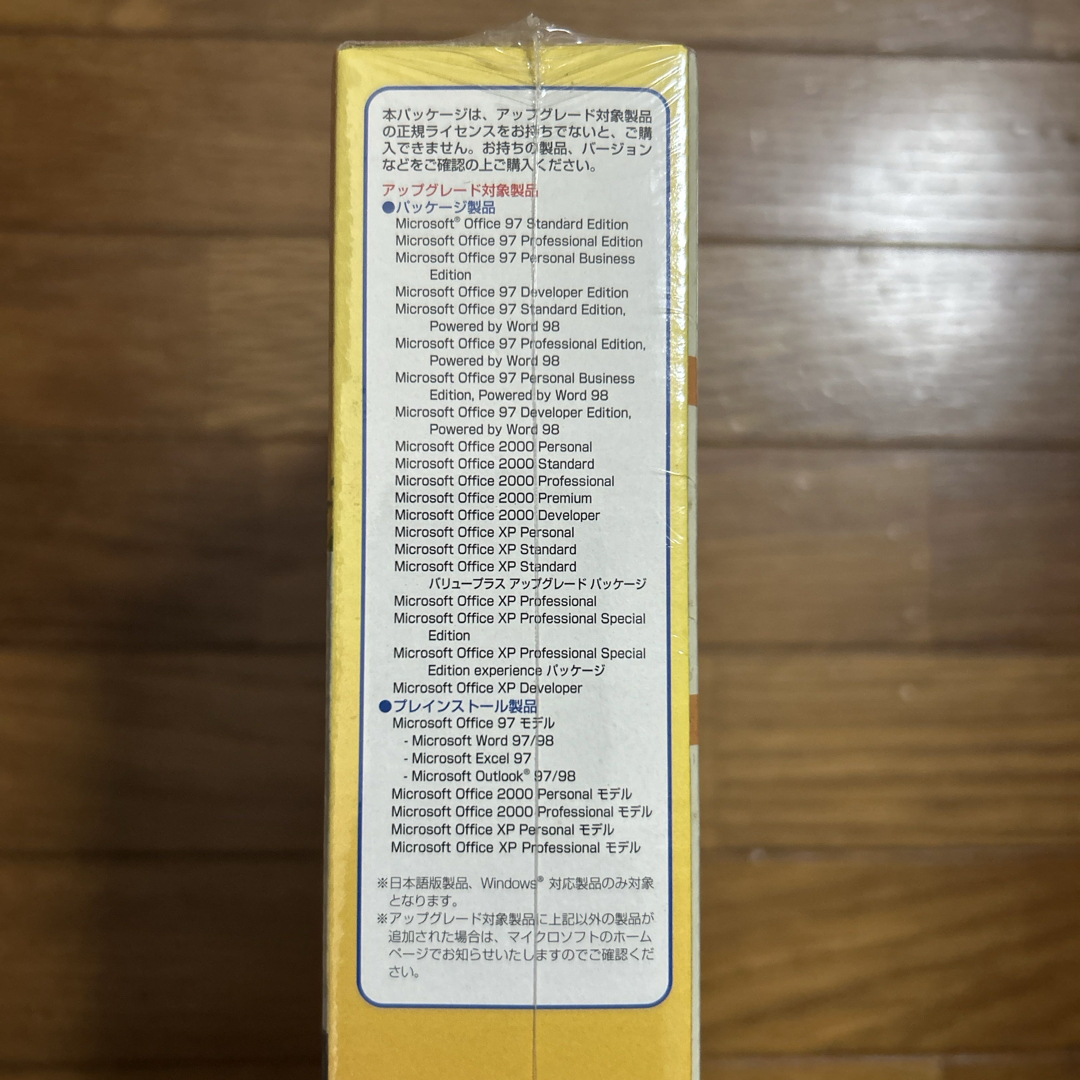 本パッケージは、アップグレード対象製品
の正規ライセンスをお持ちでないと、ご購
入できません。お持ちの製品、バージョン
などをご確認の上ご購入ください。
アップグレード対象製品
●パッケージ製品
Microsoft® Office 97 Standard Edition
Microsoft Office 97 Professional Edition
Microsoft Office 97 Personal Business
Edition
Microsoft Office 97 Developer Edition
Microsoft Office 97 Standard Edition,
Powered by Word 98
Microsoft Office 97 Professional Edition,
Powered by Word 98
Microsoft Office 97 Personal Business
Edition, Powered by Word 98
Microsoft Office 97 Developer Edition,
Powered by Word 98
Microsoft Office 2000 Personal
Microsoft Office 2000 Standard
Microsoft Office 2000 Professional
Microsoft Office 2000 Premium
Microsoft Office 2000 Developer
Microsoft Office XP Personal
Microsoft Office XP Standard
Microsoft Office XP Standard
バリュープラス アップグレード パッケージ
Microsoft Office XP Professional
Microsoft Office XP Professional Special
Edition
Microsoft Office XP Professional Special
Edition experience パッケージ
Microsoft Office XP Developer
●プレインストール製品
Microsoft Office 97 モデル
- Microsoft Word 97/98
- Microsoft Excel 97
- Microsoft Outlook® 97/98
Microsoft Office 2000 Personal モデル
Microsoft Office 2000 Professional モデル
Microsoft Office XP Personal モデル
Microsoft Office XP Professional モデル
※日本語版製品、Windows® 対応製品のみ対象
となります。
※アップグレード対象製品に上記以外の製品が
追加された場合は、マイクロソフトのホーム
ページでお知らせいたしますのでご確認くだ
さい。